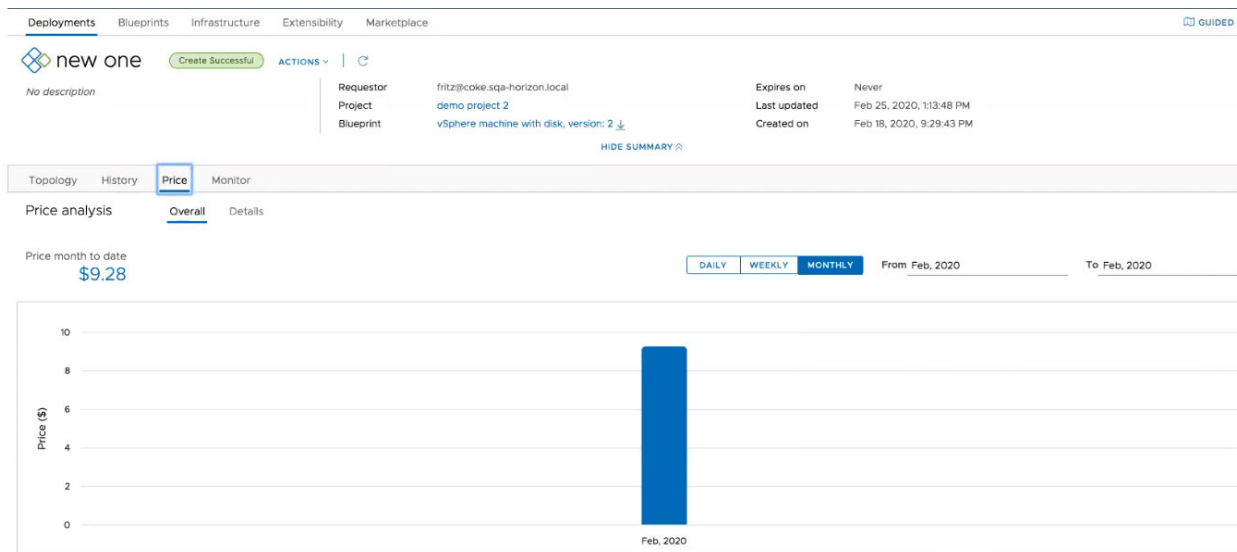 Deployments Blueprints Infrastructure Extensibility Marketplace GUIDED
new one Create Successful ACTIONS
No description
Requestor fritz@coke.sqa-horizon.local Expires on Never
Project demo project 2 Last updated Feb 25, 2020, 1:13:48 PM
Blueprint vSphere machine with disk, version: 2 Created on Feb 18, 2020, 9:29:43 PM
HIDE SUMMARY
Topology History Price Monitor
Price analysis Overall Details
Price month to date
$9.28
DAILY WEEKLY MONTHLY From Feb, 2020 To Feb, 2020
Price ($)
10
8
6
4
2
0
Feb, 2020